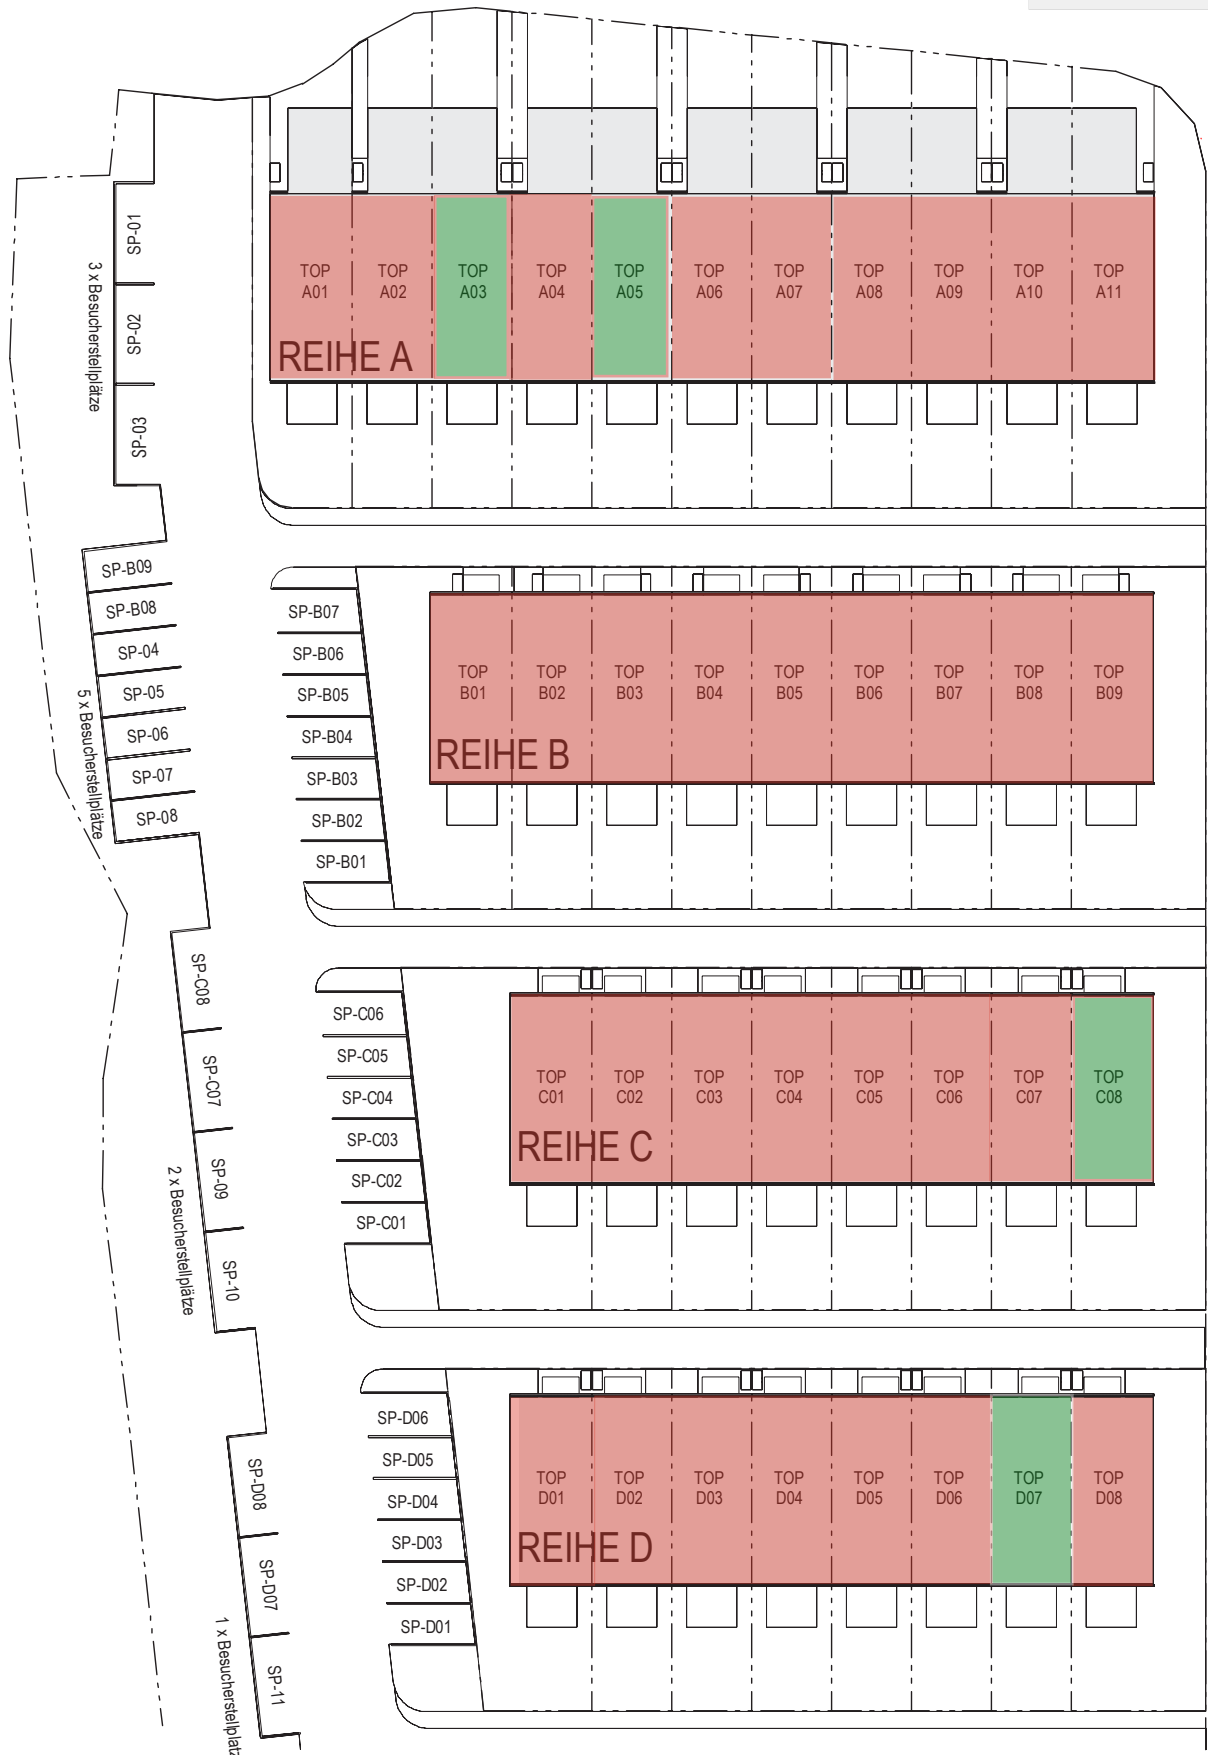 SP-01
SP-02
SP-03
3 x Besucherstellplätze
TOP
A01
TOP
A02
TOP
A03
TOP
A04
TOP
A05
TOP
A06
TOP
A07
TOP
A08
TOP
A09
TOP
A10
TOP
A11
REIHE A
SP-B09
SP-B08
SP-04
SP-05
SP-06
SP-07
SP-08
5 x Besucherstellplätze
SP-B07
SP-B06
SP-B05
SP-B04
SP-B03
SP-B02
SP-B01
TOP
B01
TOP
B02
TOP
B03
TOP
B04
TOP
B05
TOP
B06
TOP
B07
TOP
B08
TOP
B09
REIHE B
SP-C08
SP-C07
SP-09
SP-10
2 x Besucherstellplätze
SP-C06
SP-C05
SP-C04
SP-C03
SP-C02
SP-C01
TOP
C01
TOP
C02
TOP
C03
TOP
C04
TOP
C05
TOP
C06
TOP
C07
TOP
C08
REIHE C
SP-D08
SP-D07
SP-11
1 x Besucherstellplatz
SP-D06
SP-D05
SP-D04
SP-D03
SP-D02
SP-D01
TOP
D01
TOP
D02
TOP
D03
TOP
D04
TOP
D05
TOP
D06
TOP
D07
TOP
D08
REIHE D